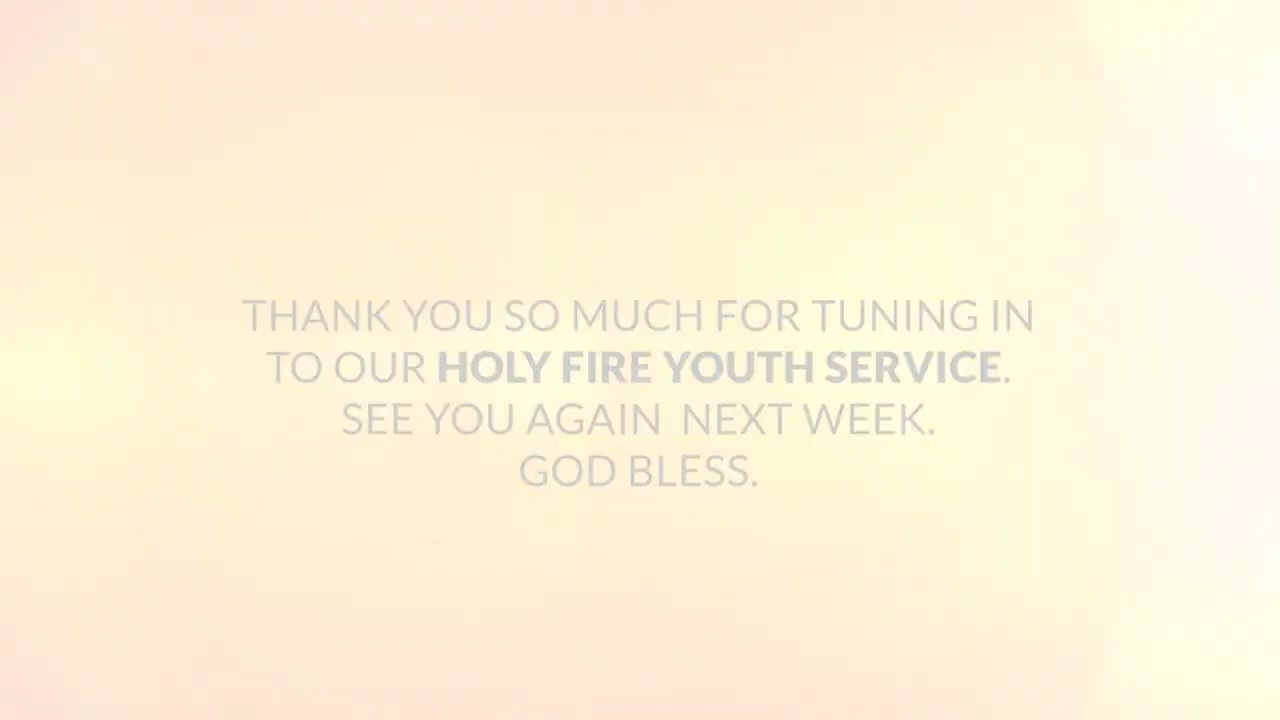 THANK YOU SO MUCH FOR TUNING IN
TO OUR HOLY FIRE YOUTH SERVICE.
SEE YOU AGAIN  NEXT WEEK.
GOD BLESS.